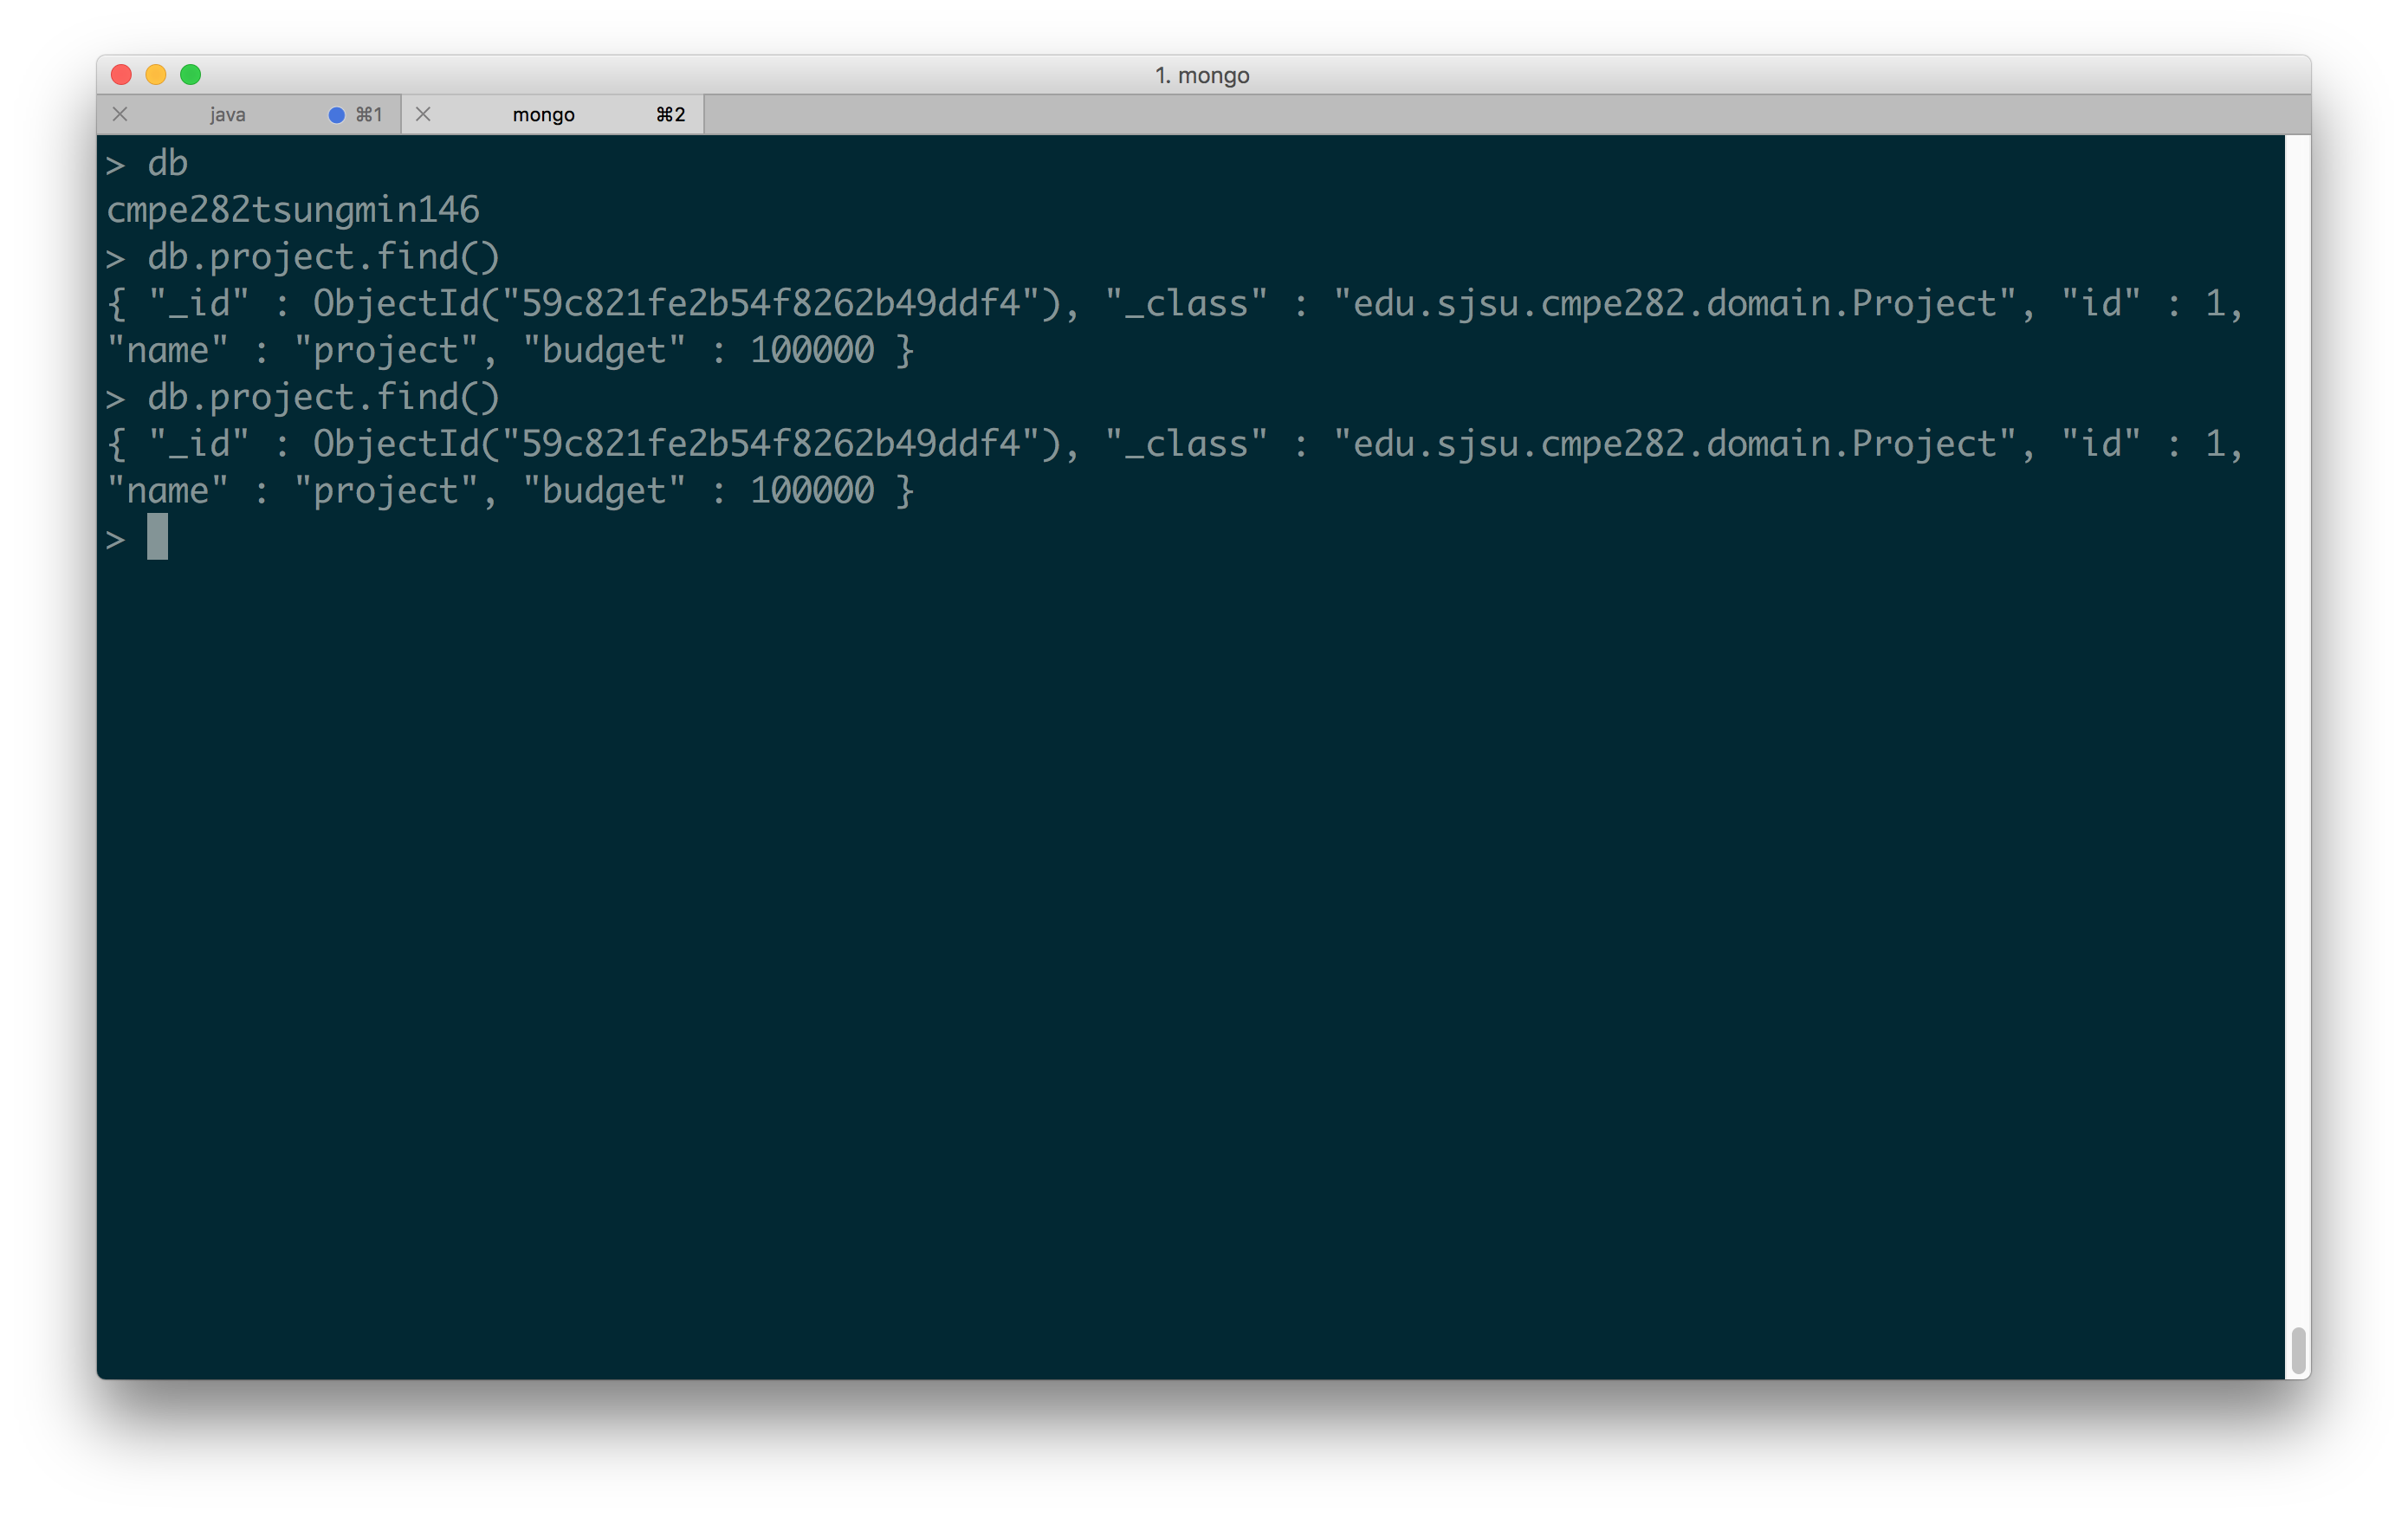 1. mongo
java ⌘1 mongo ⌘2
> db
cmpe282tsungmin146
> db.project.find()
{ "_id" : ObjectId("59c821fe2b54f8262b49ddf4"), "_class" : "edu.sjsu.cmpe282.domain.Project", "id" : 1,
"name" : "project", "budget" : 100000 }
> db.project.find()
{ "_id" : ObjectId("59c821fe2b54f8262b49ddf4"), "_class" : "edu.sjsu.cmpe282.domain.Project", "id" : 1,
"name" : "project", "budget" : 100000 }
>